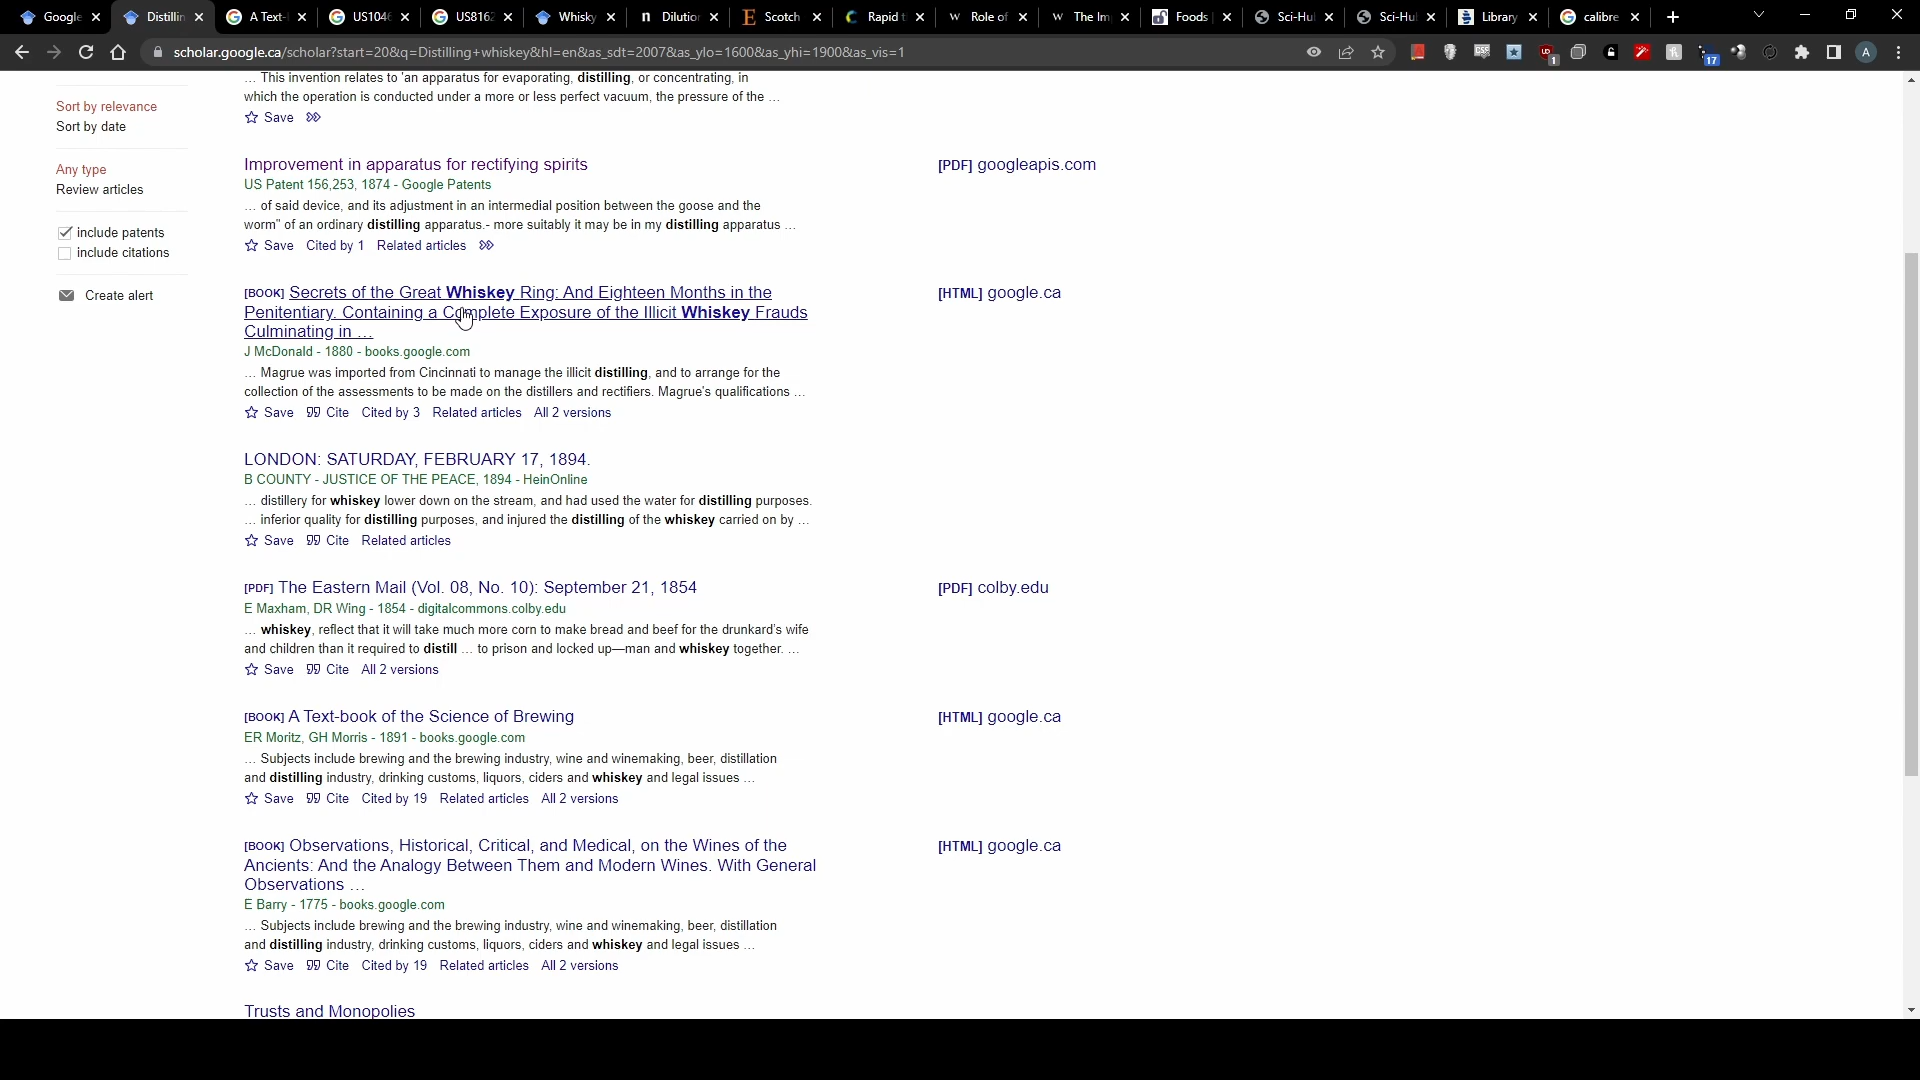 Google
Distillin
A Text-
US1046
US8162
Whisky
Dilution
Scotch
Rapid t
Role of
The Im
Foods
Sci-Hu
Sci-Hu
Library
calibre
scholar.google.ca/scholar?start=20&q=Distilling+whiskey&hl=en&as_sdt=2007&as_ylo=1600&as_yhi=1900&as_vis=1
1
17
A
Sort by relevance
Sort by date
Any type
Review articles
include patents
include citations
Create alert
... This invention relates to 'an apparatus for evaporating, distilling, or concentrating, in
which the operation is conducted under a more or less perfect vacuum, the pressure of the ...
Save
Improvement in apparatus for rectifying spirits
US Patent 156,253, 1874 - Google Patents
... of said device, and its adjustment in an intermedial position between the goose and the
worm" of an ordinary distilling apparatus.- more suitably it may be in my distilling apparatus ...
Save Cited by 1 Related articles
[PDF] googleapis.com
[BOOK] Secrets of the Great Whiskey Ring: And Eighteen Months in the
Penitentiary. Containing a Complete Exposure of the Illicit Whiskey Frauds
Culminating in ...
J McDonald - 1880 - books.google.com
... Magrue was imported from Cincinnati to manage the illicit distilling, and to arrange for the
collection of the assessments to be made on the distillers and rectifiers. Magrue's qualifications ...
Save Cite Cited by 3 Related articles All 2 versions
[HTML] google.ca
LONDON: SATURDAY, FEBRUARY 17, 1894.
B COUNTY - JUSTICE OF THE PEACE, 1894 - HeinOnline
... distillery for whiskey lower down on the stream, and had used the water for distilling purposes.
... inferior quality for distilling purposes, and injured the distilling of the whiskey carried on by ...
Save Cite Related articles
[PDF] The Eastern Mail (Vol. 08, No. 10): September 21, 1854
E Maxham, DR Wing - 1854 - digitalcommons.colby.edu
... whiskey, reflect that it will take much more corn to make bread and beef for the drunkard's wife
and children than it required to distill ... to prison and locked up—man and whiskey together. ...
Save Cite All 2 versions
[PDF] colby.edu
[BOOK] A Text-book of the Science of Brewing
ER Moritz, GH Morris - 1891 - books.google.com
... Subjects include brewing and the brewing industry, wine and winemaking, beer, distillation
and distilling industry, drinking customs, liquors, ciders and whiskey and legal issues ...
Save Cite Cited by 19 Related articles All 2 versions
[HTML] google.ca
[BOOK] Observations, Historical, Critical, and Medical, on the Wines of the
Ancients: And the Analogy Between Them and Modern Wines. With General
Observations ...
E Barry - 1775 - books.google.com
... Subjects include brewing and the brewing industry, wine and winemaking, beer, distillation
and distilling industry, drinking customs, liquors, ciders and whiskey and legal issues ...
Save Cite Cited by 19 Related articles All 2 versions
[HTML] google.ca
Trusts and Monopolies